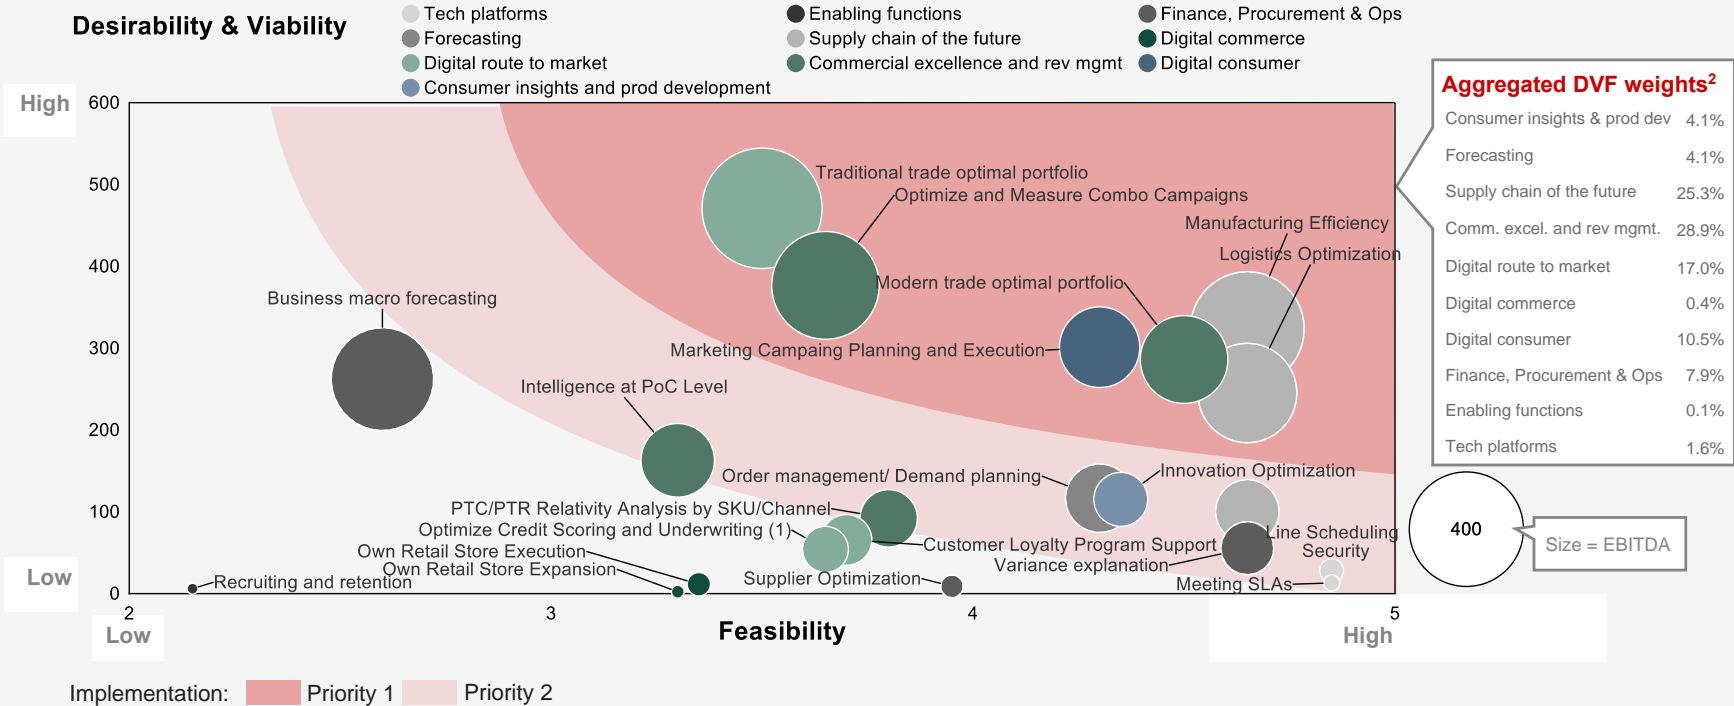 Desirability & Viability
Tech platforms
Enabling functions
Finance, Procurement & Ops
Forecasting
Supply chain of the future
Digital commerce
Digital route to market
Commercial excellence and rev mgmt
Digital consumer
Consumer insights and prod development
High
600
500
400
300
200
100
0
Low
Traditional trade optimal portfolio
Optimize and Measure Combo Campaigns
Manufacturing Efficiency
Logistics Optimization
Modern trade optimal portfolio
Business macro forecasting
Marketing Campaing Planning and Execution
Intelligence at PoC Level
Order management/ Demand planning
Innovation Optimization
PTC/PTR Relativity Analysis by SKU/Channel
Optimize Credit Scoring and Underwriting (1)
Line Scheduling
Customer Loyalty Program Support
Security
Own Retail Store Execution
Variance explanation
Own Retail Store Expansion
Supplier Optimization
Recruiting and retention
Meeting SLAs
2
3
4
5
Low
Feasibility
High
Aggregated DVF weights2
Consumer insights & prod dev 4.1%
Forecasting 4.1%
Supply chain of the future 25.3%
Comm. excel. and rev mgmt. 28.9%
Digital route to market 17.0%
Digital commerce 0.4%
Digital consumer 10.5%
Finance, Procurement & Ops 7.9%
Enabling functions 0.1%
Tech platforms 1.6%
400
Size = EBITDA
Implementation: Priority 1 Priority 2